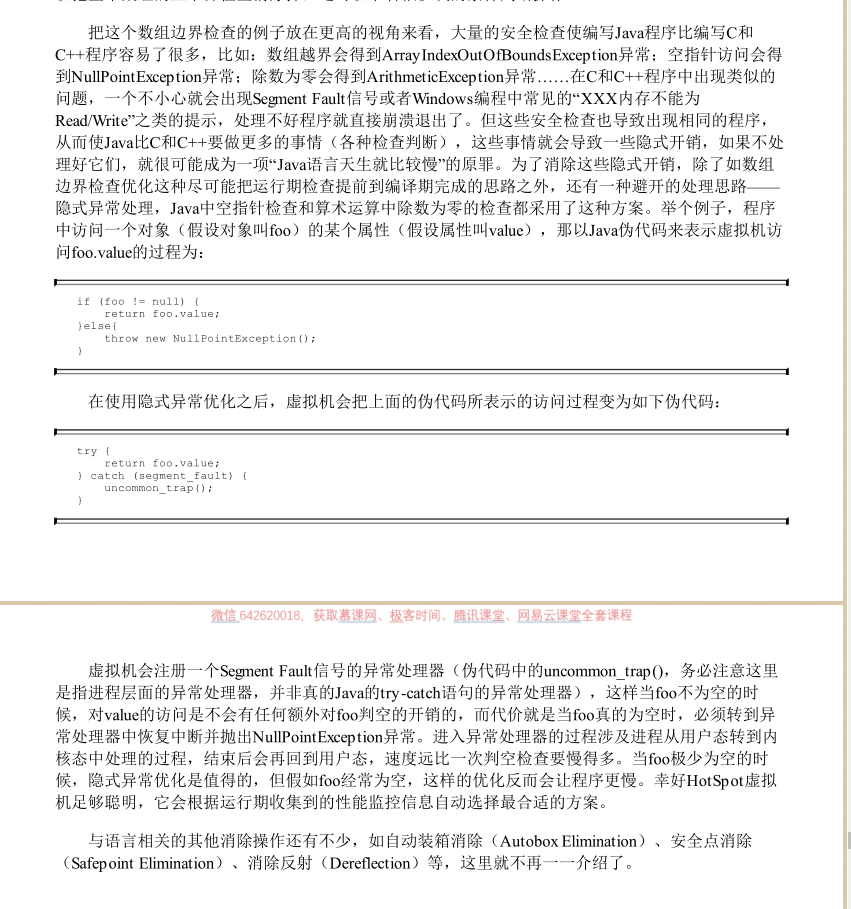 把这个数组边界检查的例子放在更高的视角来看，大量的安全检查使编写Java程序比编写C和
C++程序容易了很多，比如：数组越界会得到ArrayIndexOutOfBoundsException异常；空指针访问会得
到NullPointException异常；除数为零会得到ArithmeticException异常……在C和C++程序中出现类似的
问题，一个不小心就会出现Segment Fault信号或者Windows编程中常见的“XXX内存不能为
Read/Write”之类的提示，处理不好程序就直接崩溃退出了。但这些安全检查也导致出现相同的程序，
从而使Java比C和C++要做更多的事情（各种检查判断），这些事情就会导致一些隐式开销，如果不处
理好它们，就很可能成为一项“Java语言天生就比较慢”的原罪。为了消除这些隐式开销，除了如数组
边界检查优化这种尽可能把运行期检查提前到编译期完成的思路之外，还有一种避开的处理思路——
隐式异常处理，Java中空指针检查和算术运算中除数为零的检查都采用了这种方案。举个例子，程序
中访问一个对象（假设对象叫foo）的某个属性（假设属性叫value），那以Java伪代码来表示虚拟机访
问foo.value的过程为：
if (foo != null) {
    return foo.value;
}else{
    throw new NullPointException();
}
在使用隐式异常优化之后，虚拟机会把上面的伪代码所表示的访问过程变为如下伪代码：
try {
    return foo.value;
} catch (segment_fault) {
    uncommon_trap();
}
微信 642620018，获取慕课网、极客时间、腾讯课堂、网易云课堂全套课程
虚拟机会注册一个Segment Fault信号的异常处理器（伪代码中的uncommon_trap()，务必注意这里
是指进程层面的异常处理器，并非真的Java的try-catch语句的异常处理器），这样当foo不为空的时
候，对value的访问是不会有任何额外对foo判空的开销的，而代价就是当foo真的为空时，必须转到异
常处理器中恢复中断并抛出NullPointException异常。进入异常处理器的过程涉及进程从用户态转到内
核态中处理的过程，结束后会再回到用户态，速度远比一次判空检查要慢得多。当foo极少为空的时
候，隐式异常优化是值得的，但假如foo经常为空，这样的优化反而会让程序更慢。幸好HotSpot虚拟
机足够聪明，它会根据运行期收集到的性能监控信息自动选择最合适的方案。
与语言相关的其他消除操作还有不少，如自动装箱消除（Autobox Elimination）、安全点消除
（Safepoint Elimination）、消除反射（Dereflection）等，这里就不再一一介绍了。